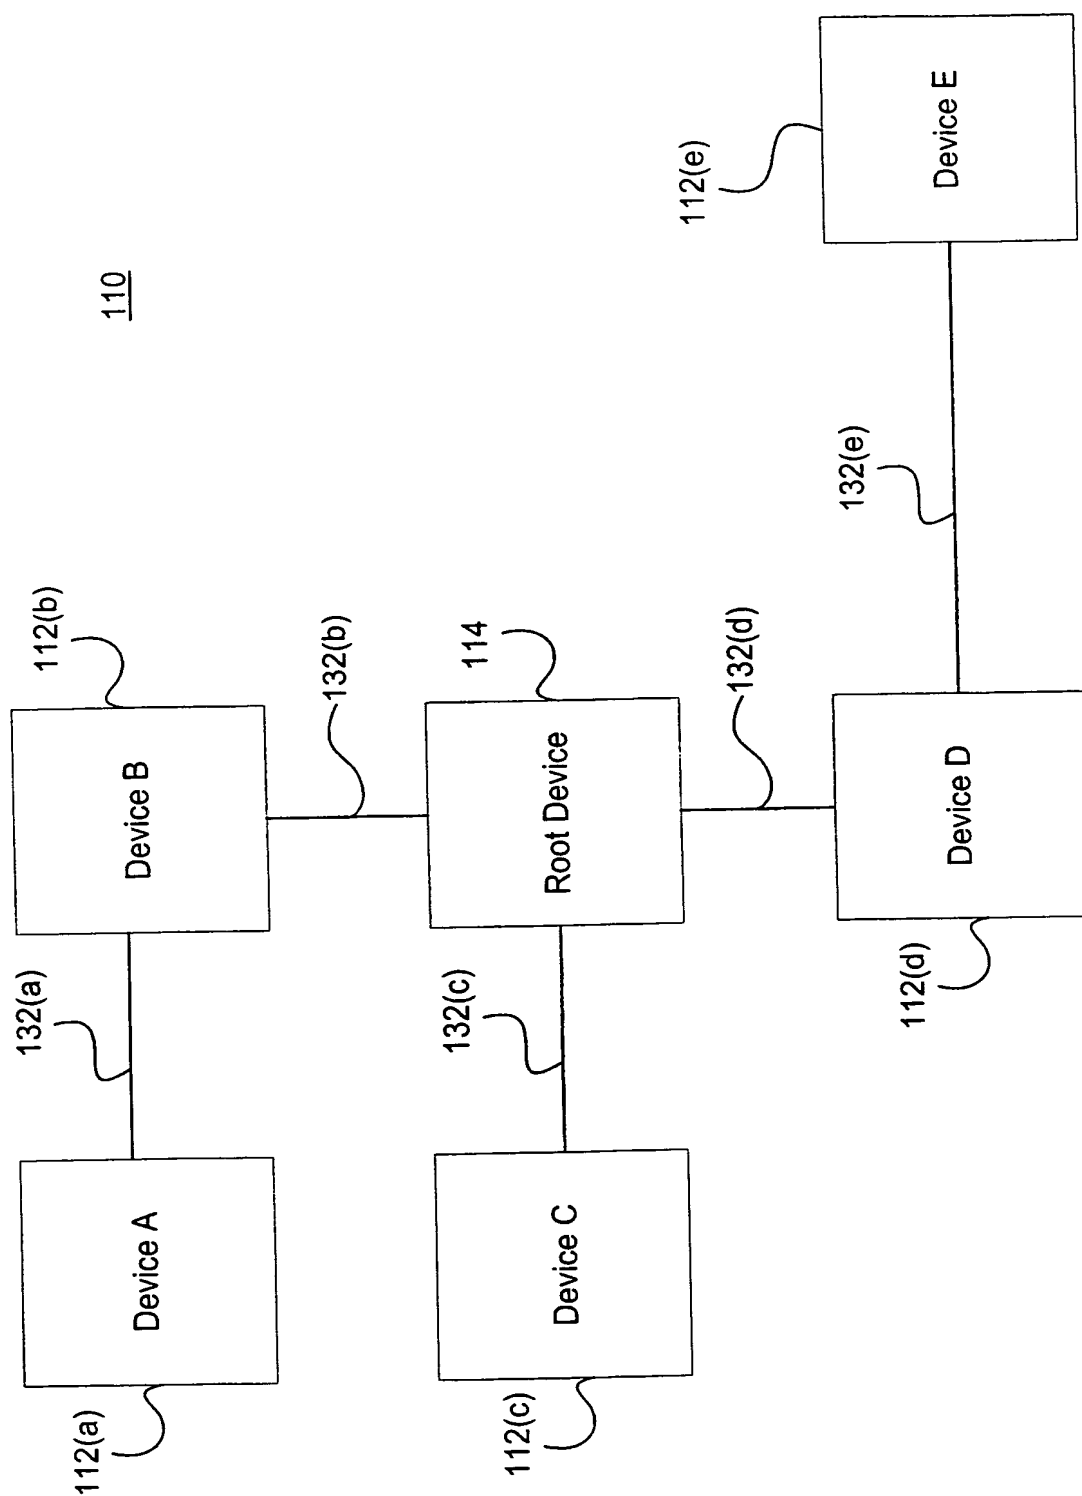 132(a)
112(b)
112(a)
110
Device A
Device B
132(b)
132(c)
114
112(c)
Device C
Root Device
112(e)
132(d)
132(e)
112(d)
Device D
Device E